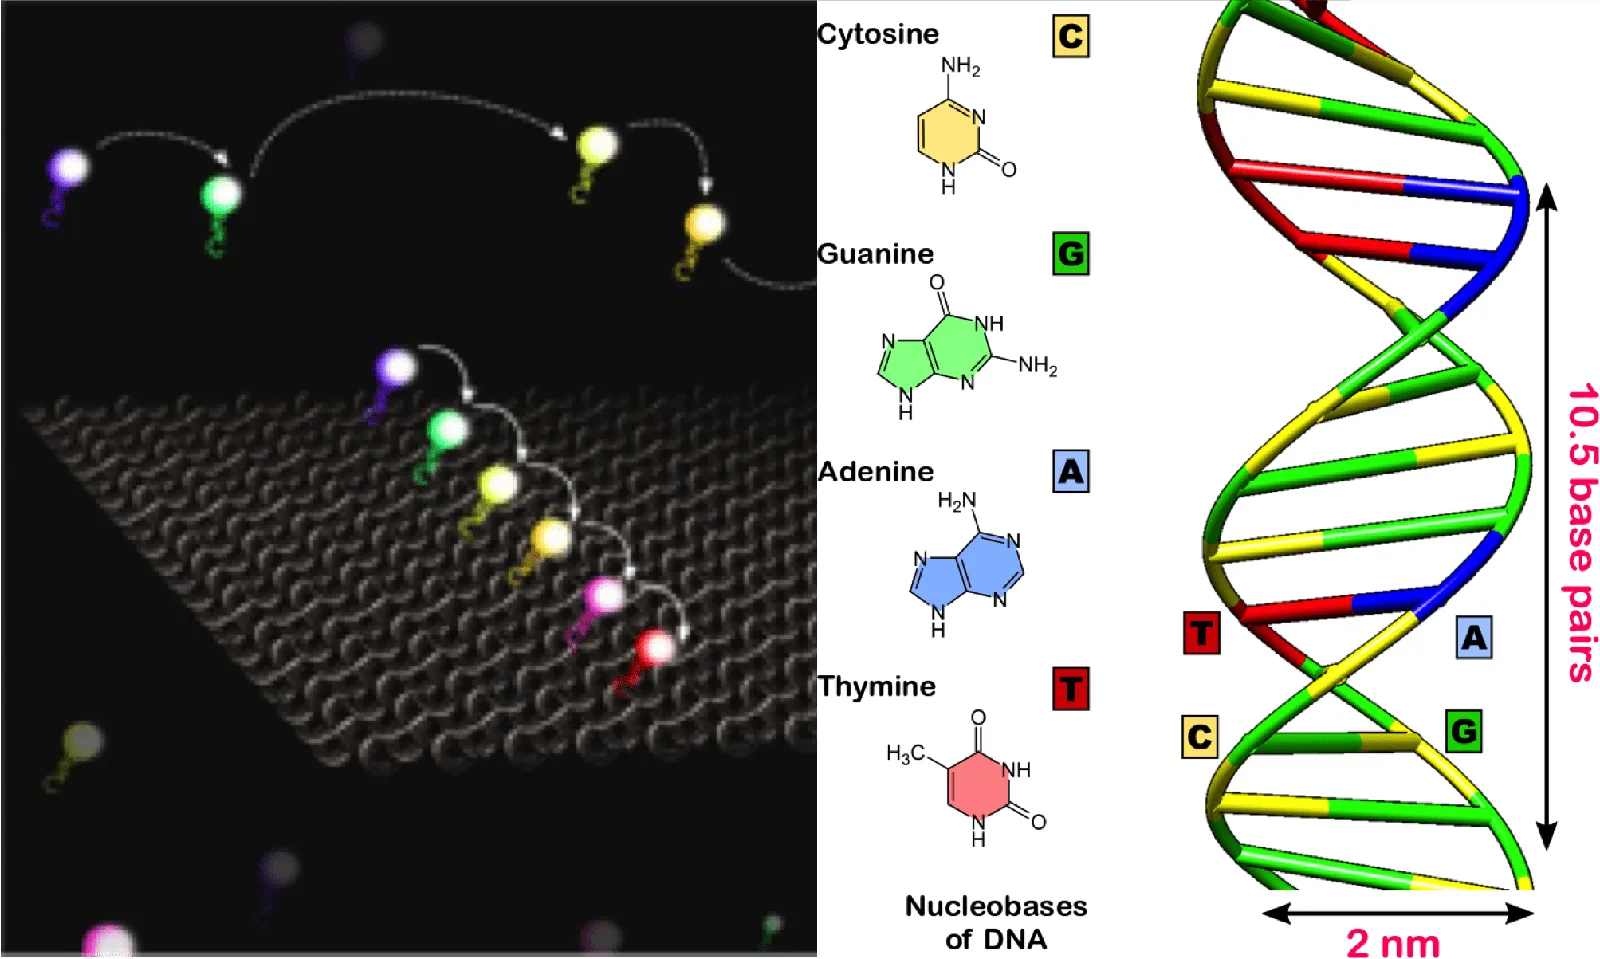 Cytosine
C
NH₂
N
N
H
O
Guanine
G
O
N
NH
N
H
N
NH₂
Adenine
A
H₂N
N
N
N
H
N
Thymine
T
O
H₃C
NH
N
H
O
Nucleobases
of DNA
T
A
C
G
10.5 base pairs
2 nm